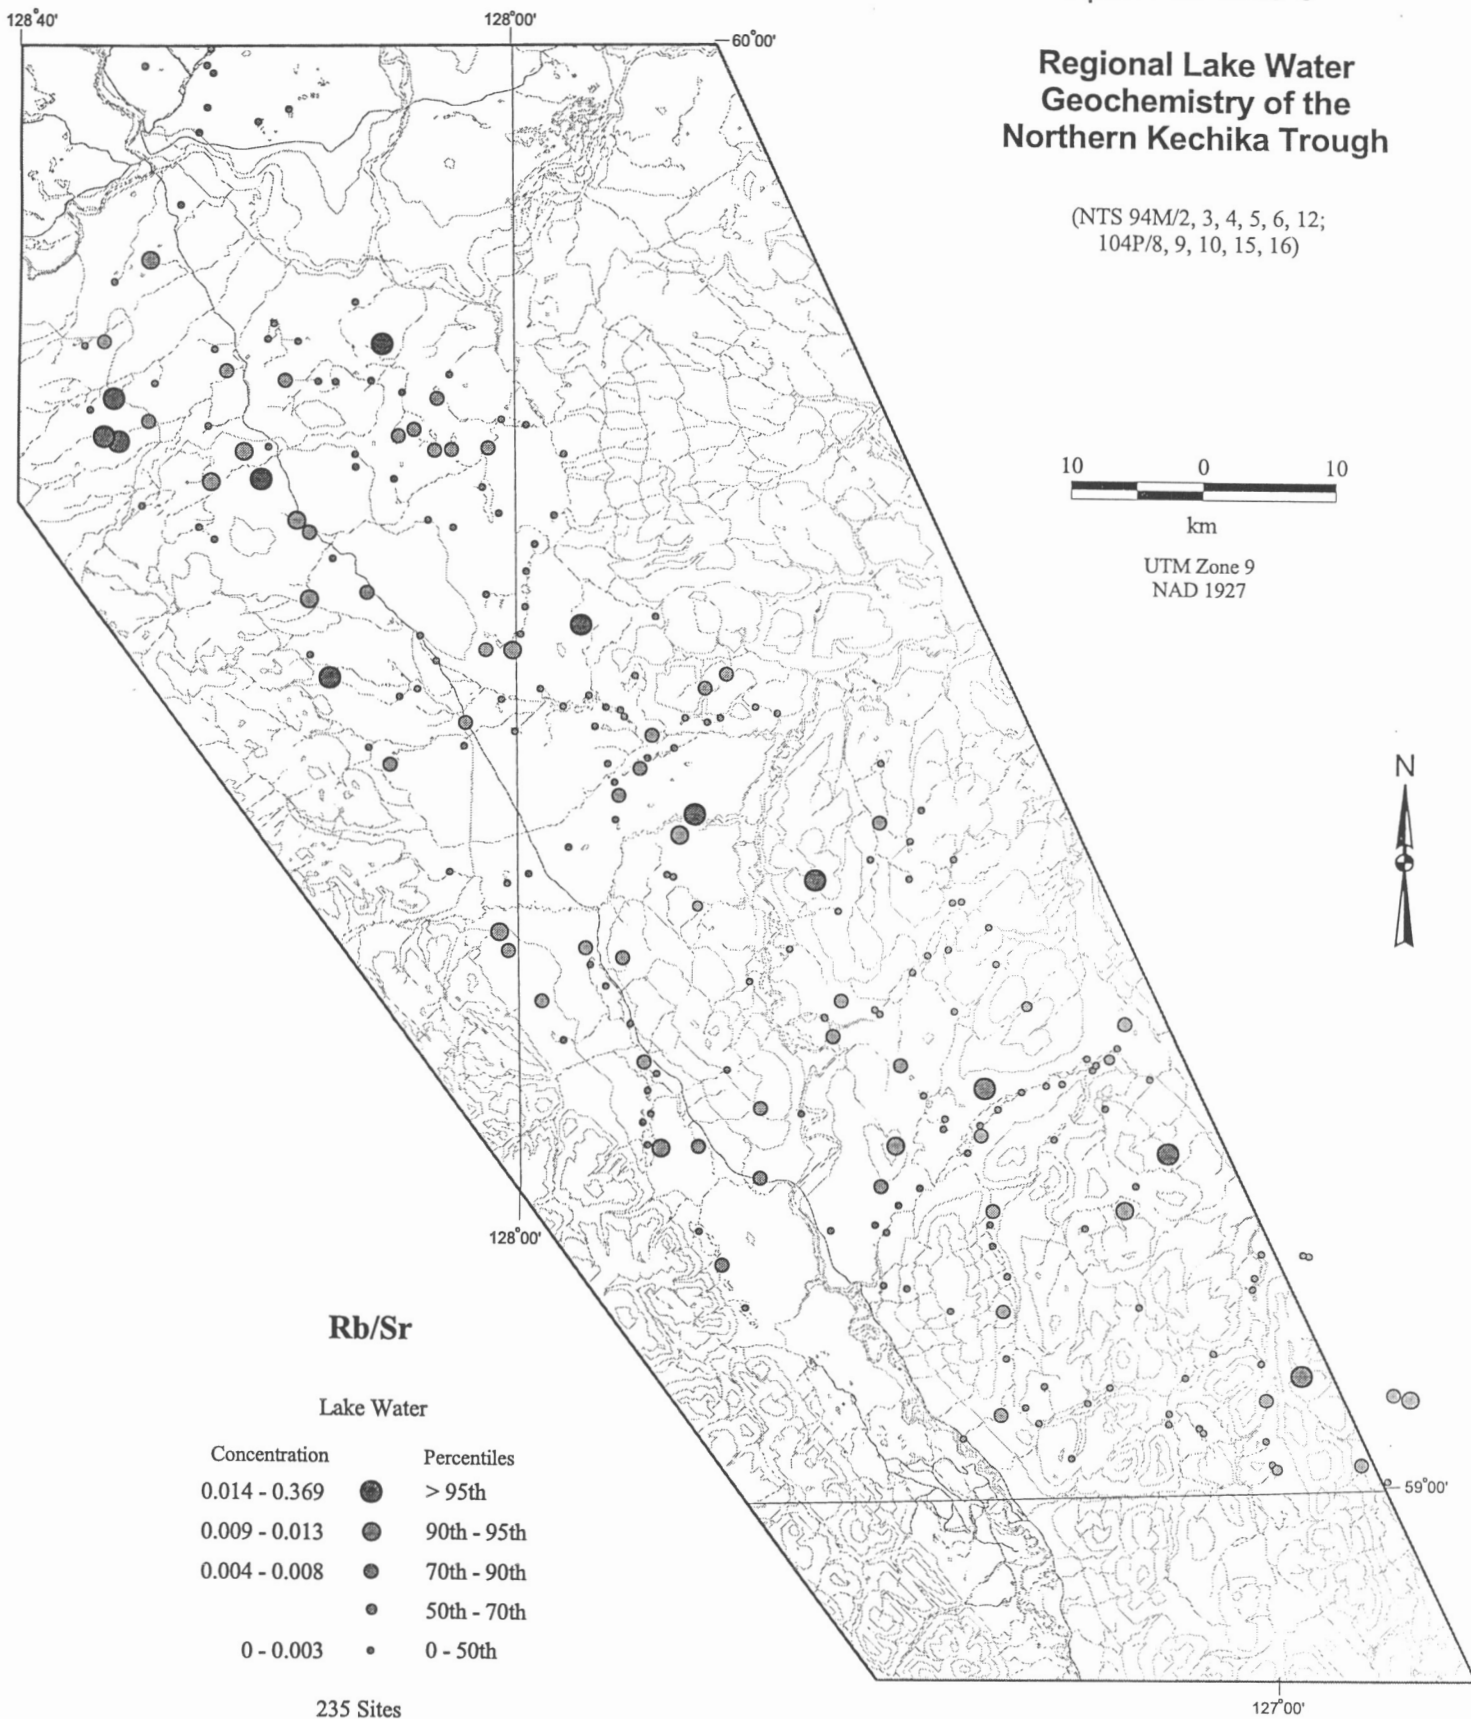 128°40'
128°00'
60°00'
Regional Lake Water
Geochemistry of the
Northern Kechika Trough
(NTS 94M/2, 3, 4, 5, 6, 12;
104P/8, 9, 10, 15, 16)
10 0 10
km
UTM Zone 9
NAD 1927
N
128°00'
Rb/Sr
Lake Water
Concentration Percentiles
0.014 - 0.369 > 95th
0.009 - 0.013 90th - 95th
0.004 - 0.008 70th - 90th
50th - 70th
0 - 0.003 0 - 50th
235 Sites
59°00'
127°00'